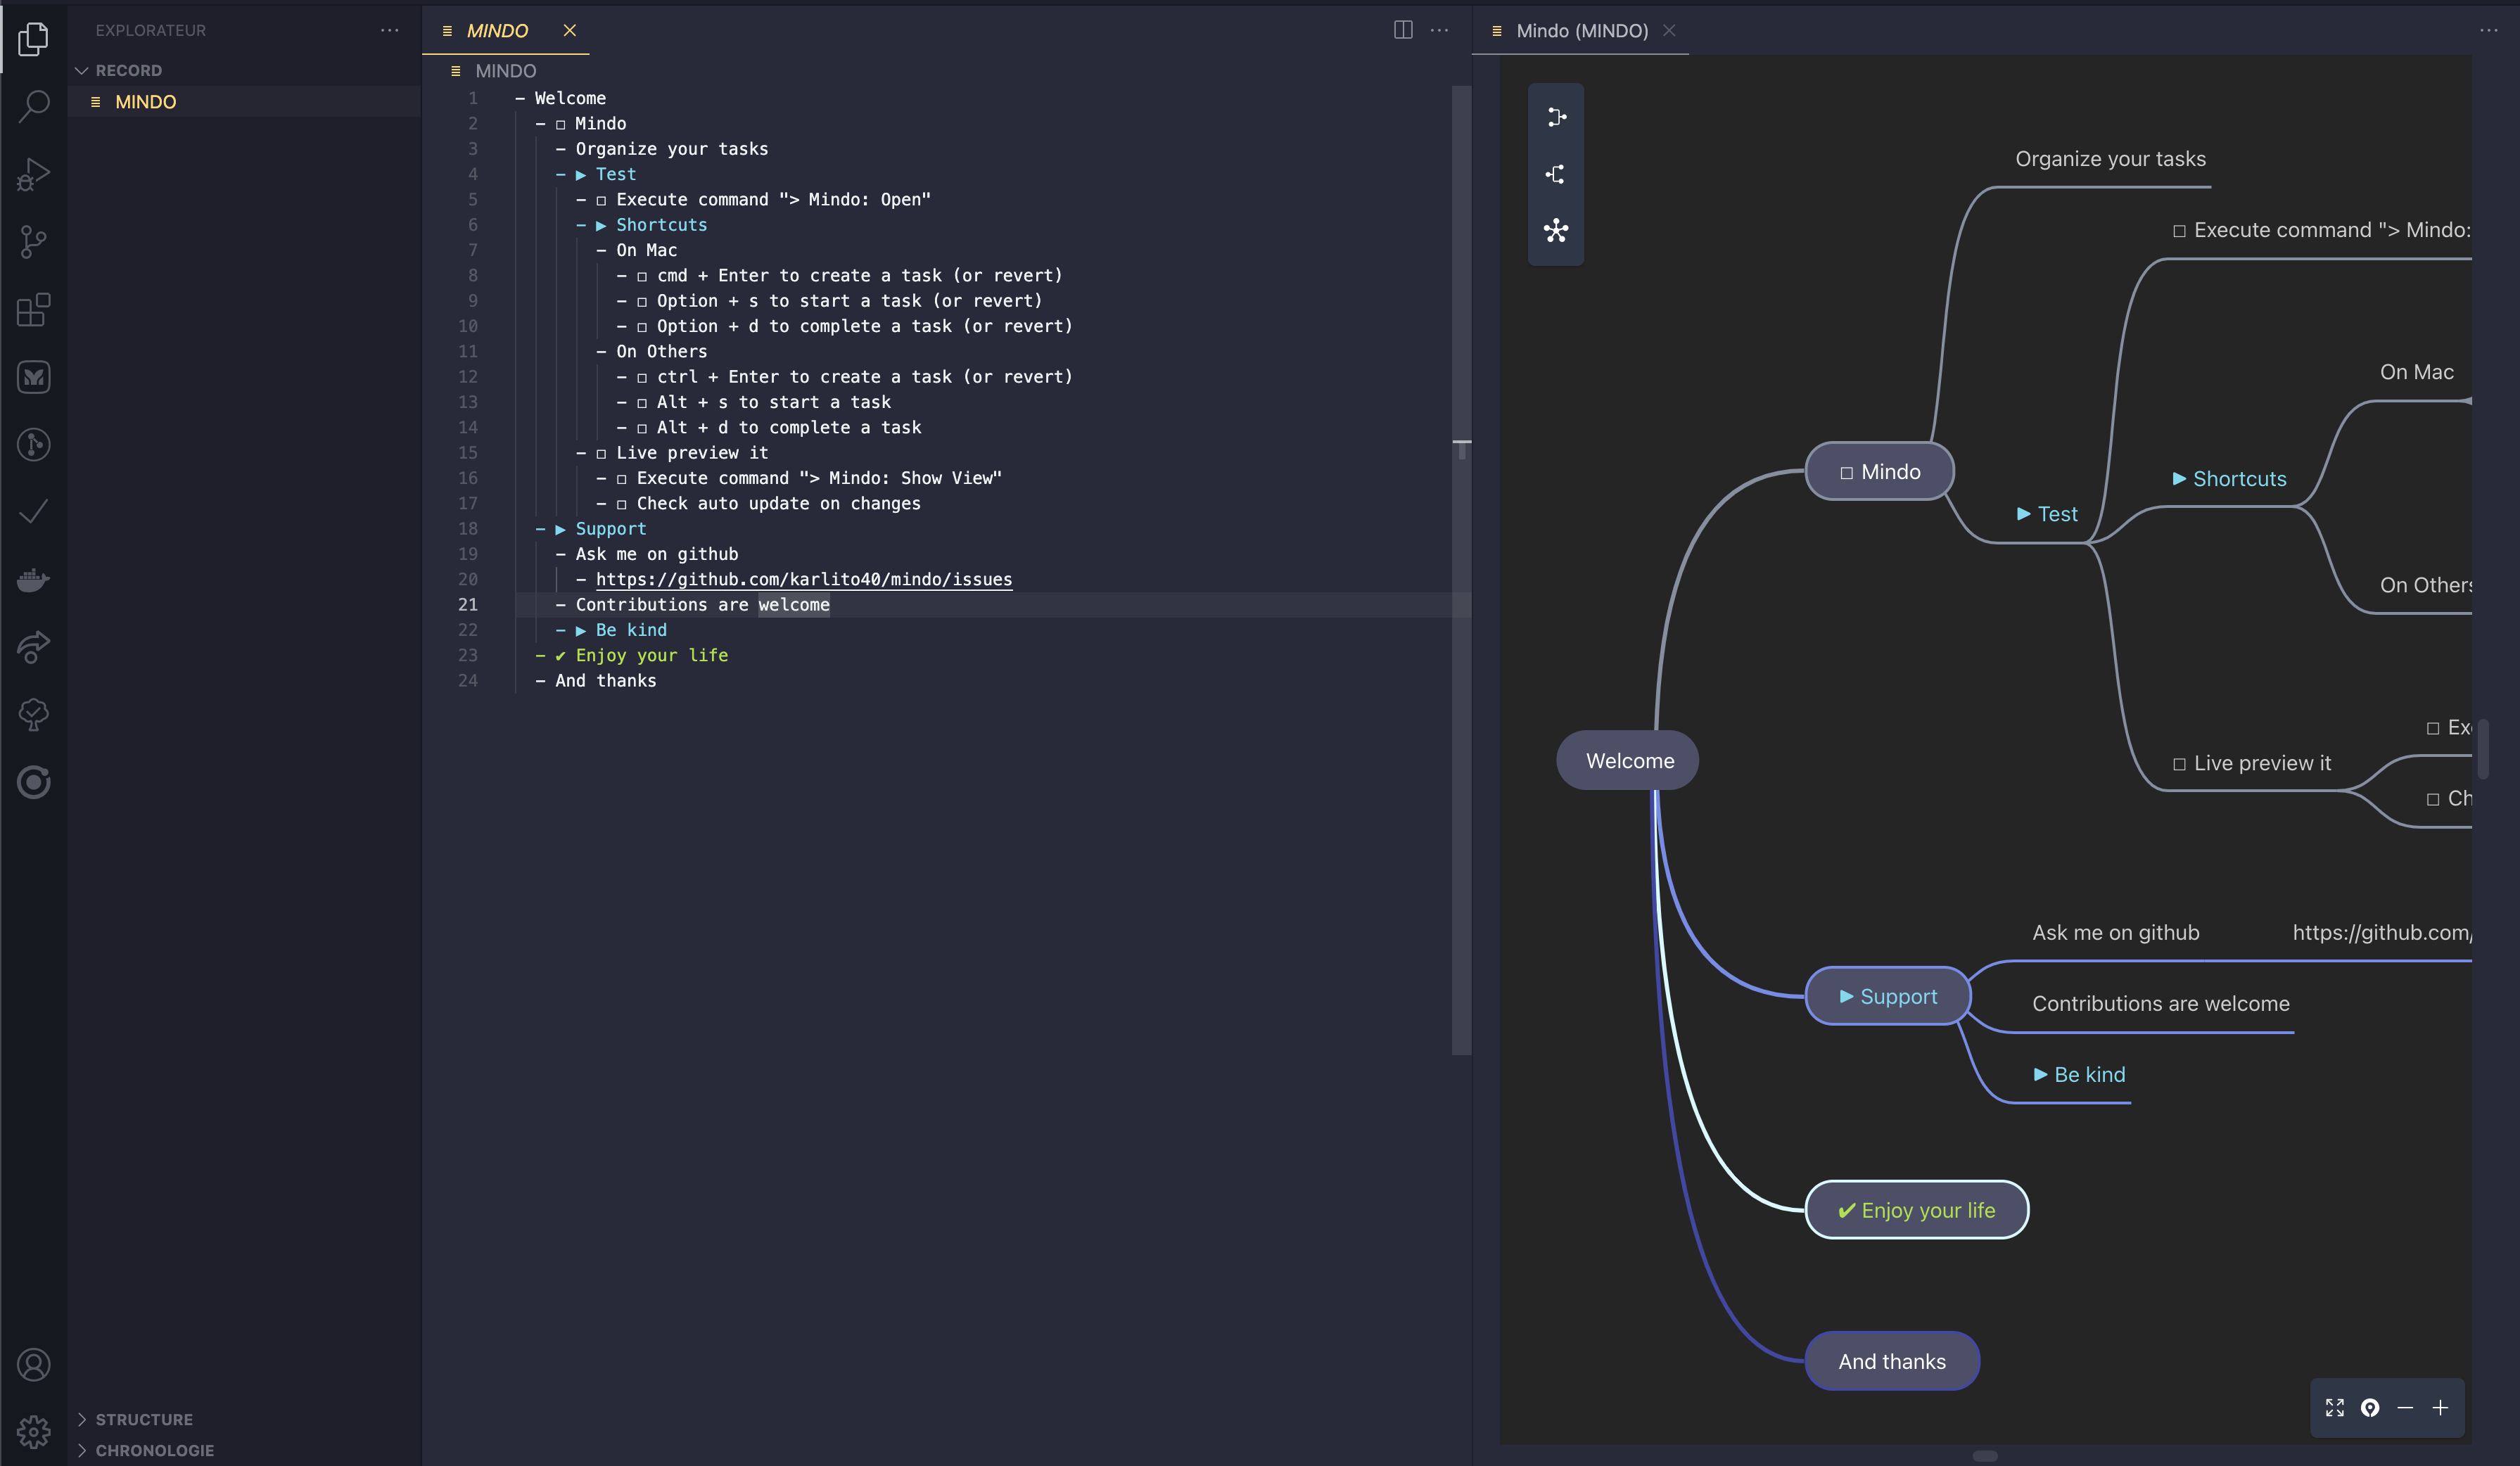 EXPLORATEUR
RECORD
MINDO
MINDO
MINDO
1 - Welcome
2 - □ Mindo
3 - Organize your tasks
4 - ▶ Test
5 - □ Execute command "> Mindo: Open"
6 - ▶ Shortcuts
7 - On Mac
8 - □ cmd + Enter to create a task (or revert)
9 - □ Option + s to start a task (or revert)
10 - □ Option + d to complete a task (or revert)
11 - On Others
12 - □ ctrl + Enter to create a task (or revert)
13 - □ Alt + s to start a task
14 - □ Alt + d to complete a task
15 - □ Live preview it
16 - □ Execute command "> Mindo: Show View"
17 - □ Check auto update on changes
18 - ▶ Support
19 - Ask me on github
20 - https://github.com/karlito40/mindo/issues
21 - Contributions are welcome
22 - ▶ Be kind
23 - ✔ Enjoy your life
24 - And thanks
STRUCTURE
CHRONOLOGIE
Mindo (MINDO)
Organize your tasks
□ Execute command "> Mindo:
On Mac
□ Mindo
▶ Shortcuts
▶ Test
On Others
□ Ex
Welcome
□ Live preview it
□ Ch
Ask me on github
https://github.com/
▶ Support
Contributions are welcome
▶ Be kind
✔ Enjoy your life
And thanks